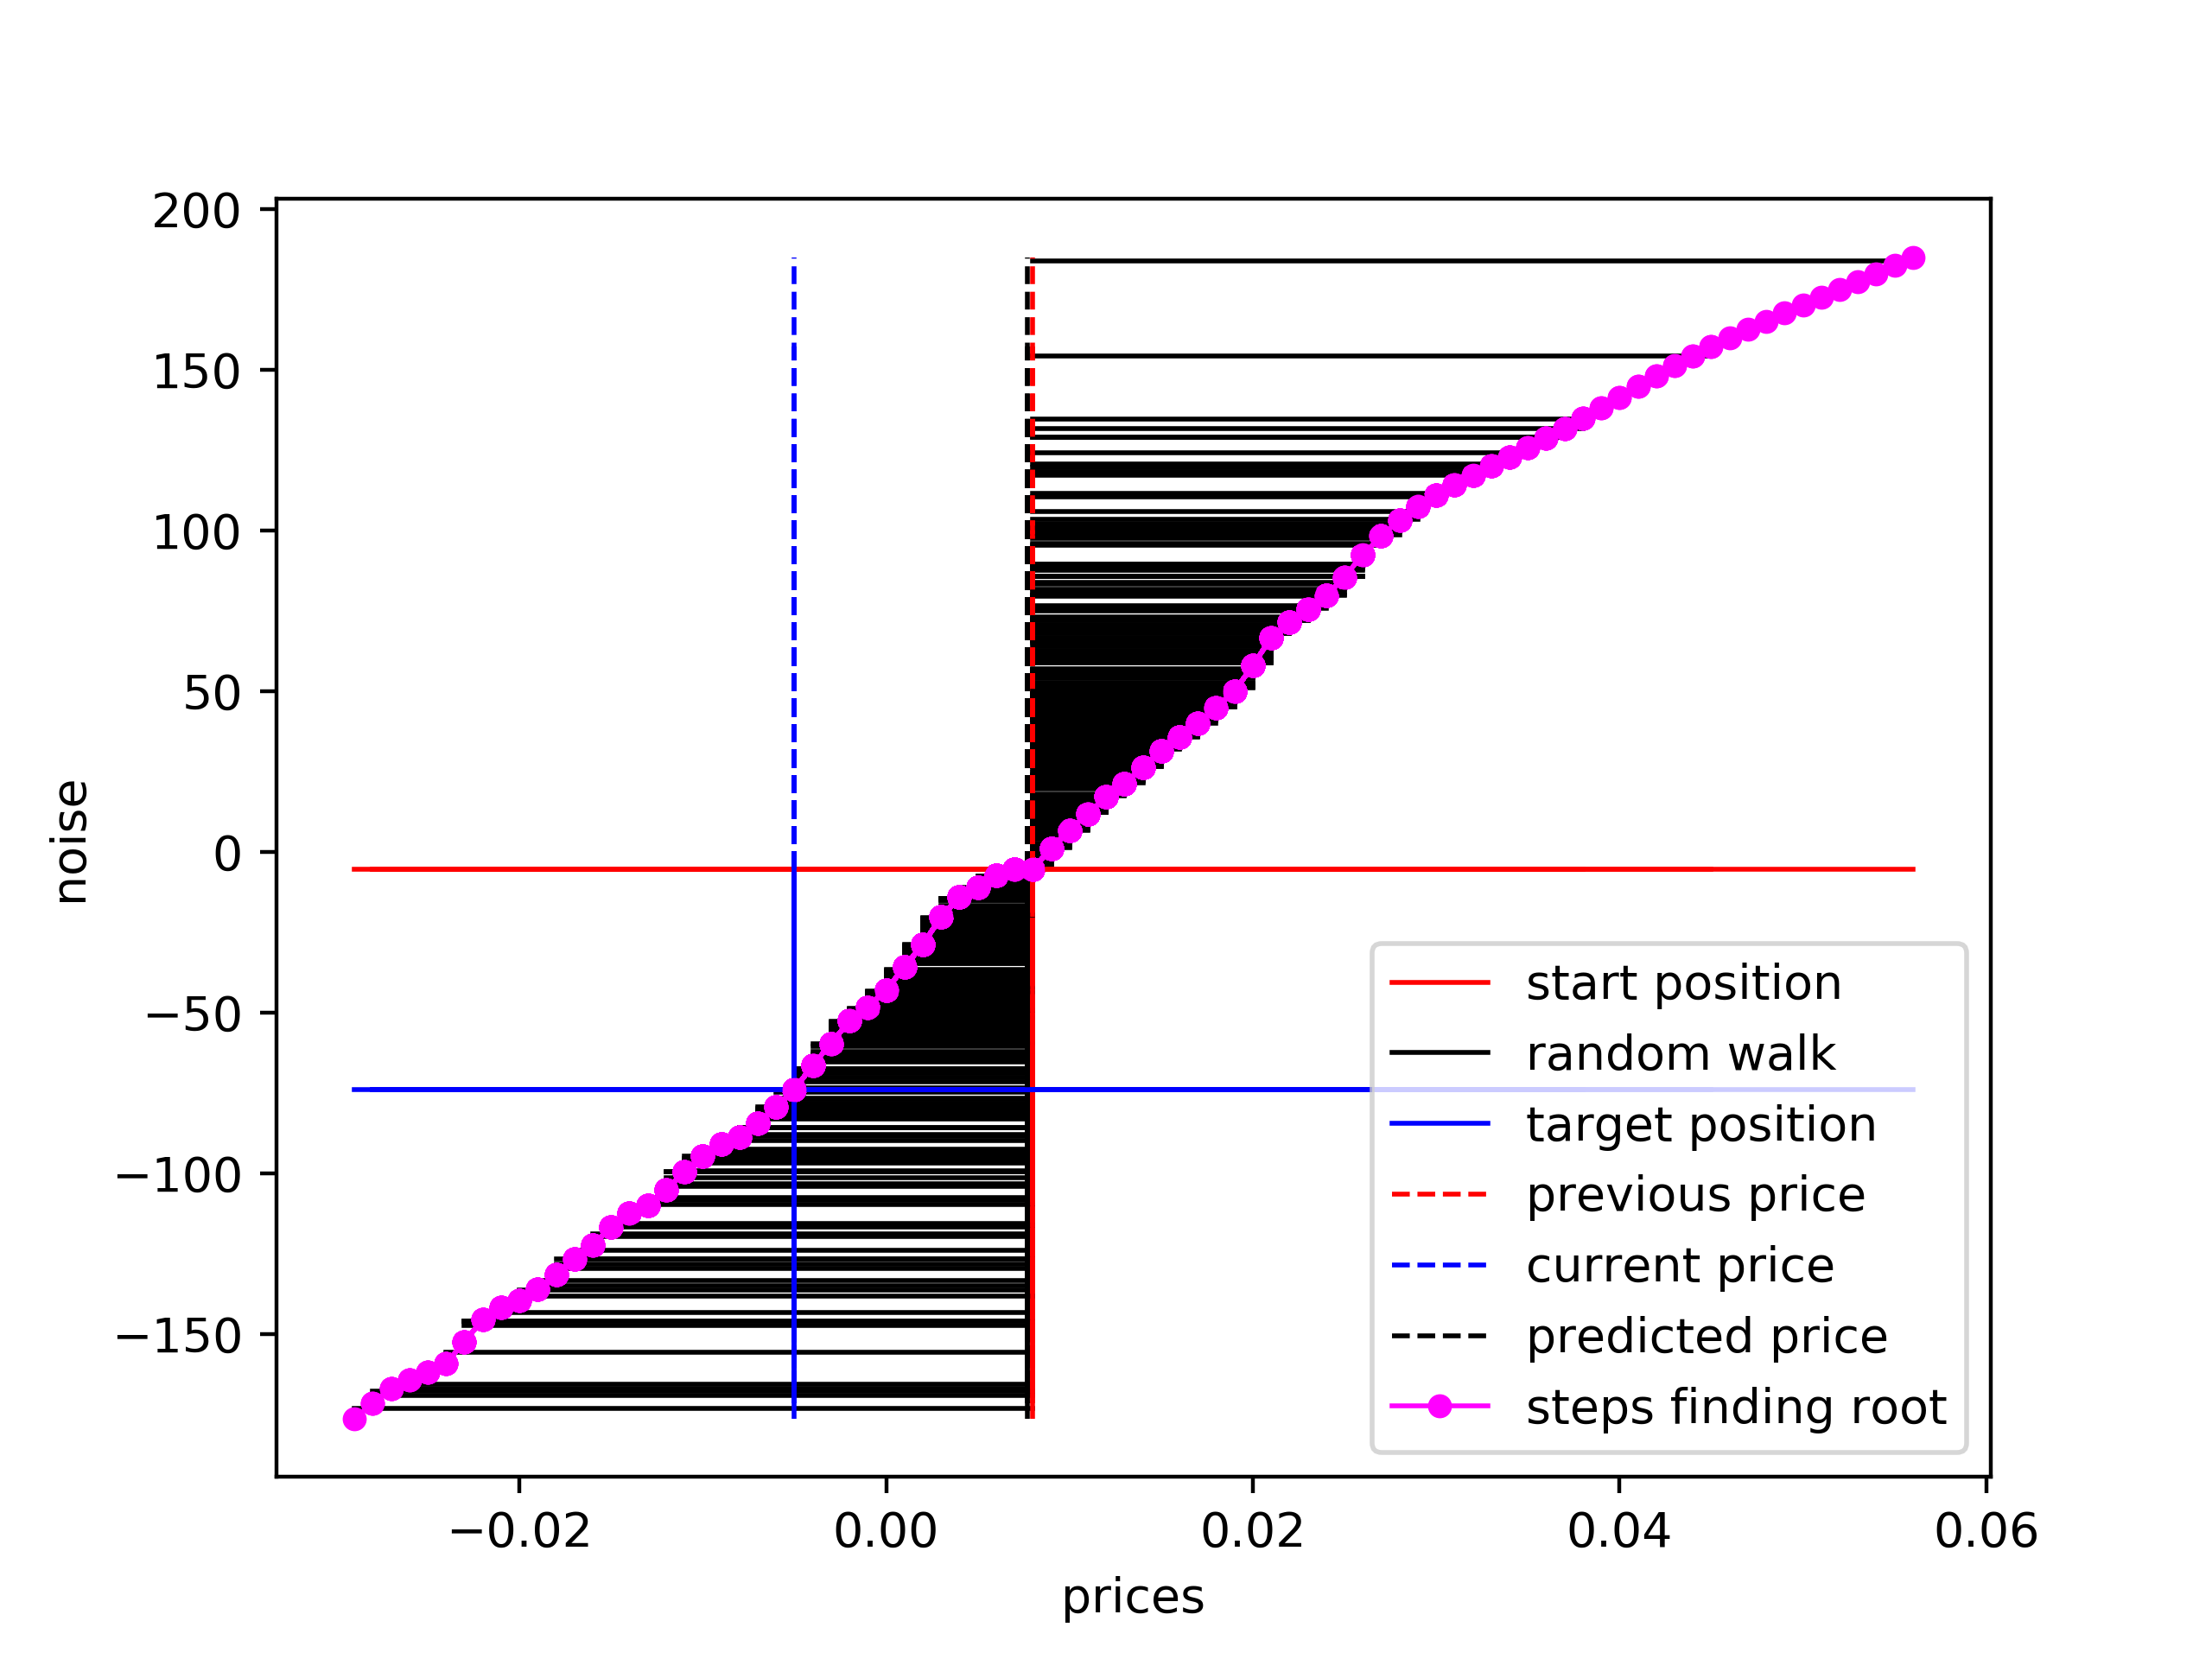 200
150
100
50
0
−50
−100
−150
noise
−0.02 0.00 0.02 0.04 0.06
prices
start position
random walk
target position
previous price
current price
predicted price
steps finding root